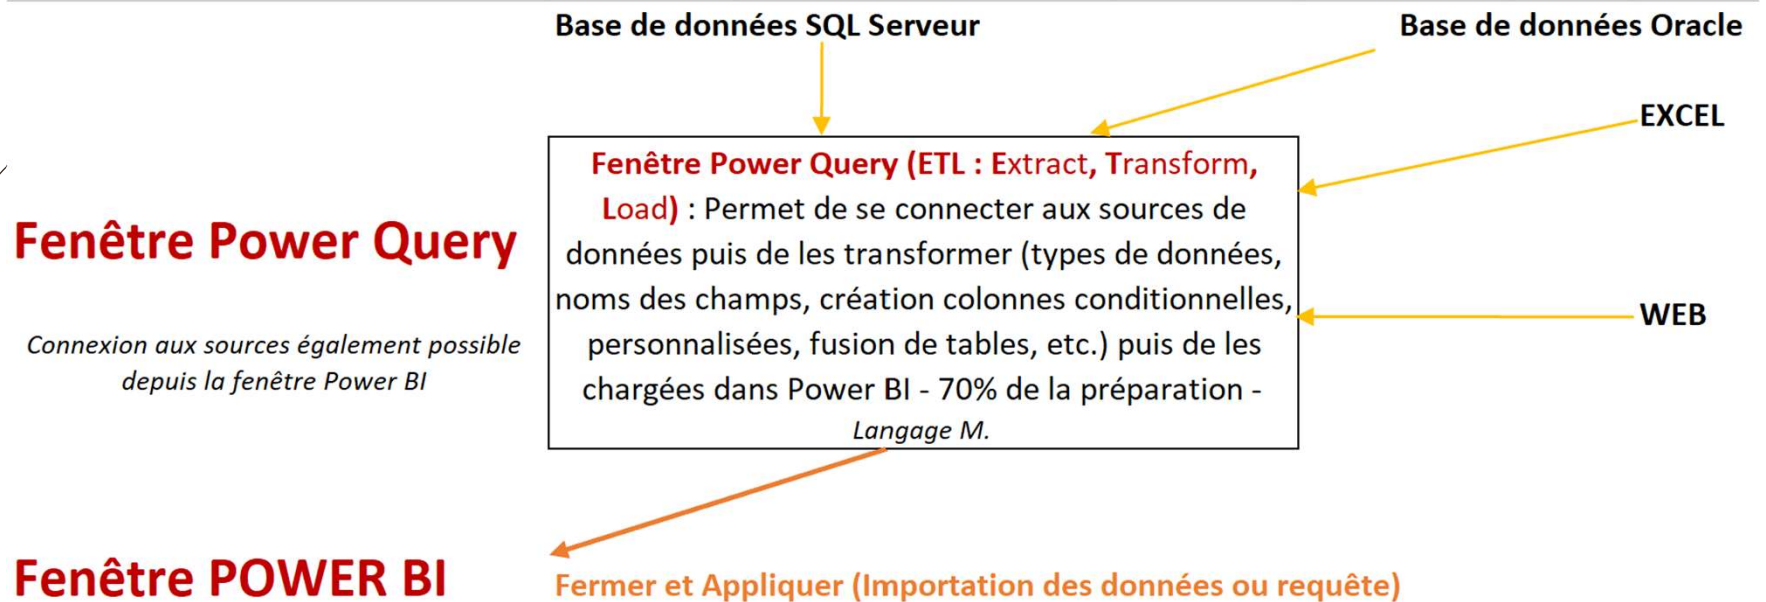 Base de données SQL Serveur
Base de données Oracle
EXCEL
Fenêtre Power Query (ETL : Extract, Transform,
Load) : Permet de se connecter aux sources de
données puis de les transformer (types de données,
noms des champs, création colonnes conditionnelles,
personnalisées, fusion de tables, etc.) puis de les
chargées dans Power BI - 70% de la préparation -
Langage M.
Fenêtre Power Query
WEB
Connexion aux sources également possible
depuis la fenêtre Power BI
Fenêtre POWER BI
Fermer et Appliquer (Importation des données ou requête)